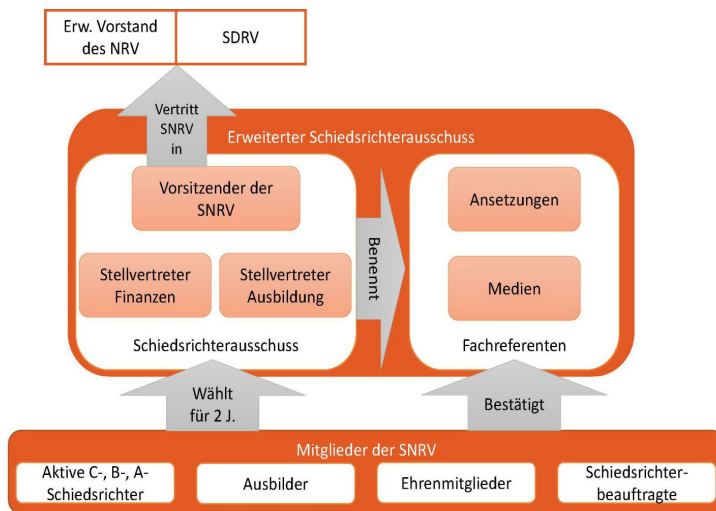 Erw. Vorstand
des NRV
SDRV
Vertritt
SNRV
in
Erweiterter Schiedsrichterausschuss
Vorsitzender der
SNRV
Stellvertreter
Finanzen
Stellvertreter
Ausbildung
Schiedsrichterausschuss
Benennt
Ansetzungen
Medien
Fachreferenten
Wählt
für 2 J.
Bestätigt
Mitglieder der SNRV
Aktive C-, B-, A-
Schiedsrichter
Ausbilder
Ehrenmitglieder
Schiedsrichter-
beauftragte